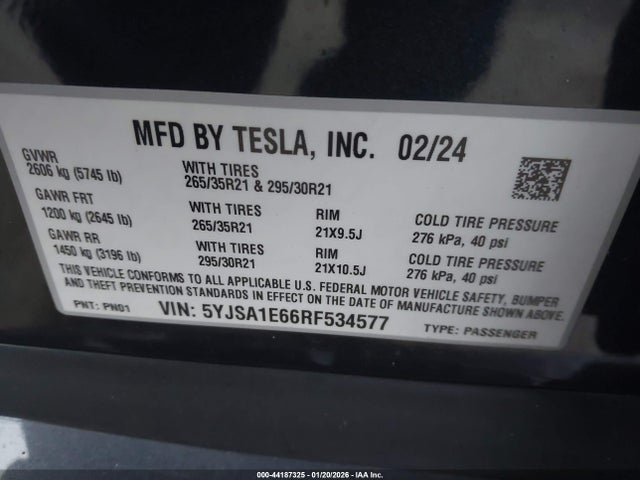 MFD BY TESLA, INC. 02/24
GVWR
2606 kg (5745 lb)
WITH TIRES
265/35R21 & 295/30R21
GAWR FRT
1200 kg (2645 lb)
WITH TIRES
265/35R21
RIM
21X9.5J
COLD TIRE PRESSURE
276 kPa, 40 psi
GAWR RR
1450 kg (3196 lb)
WITH TIRES
295/30R21
RIM
21X10.5J
COLD TIRE PRESSURE
276 kPa, 40 psi
THIS VEHICLE CONFORMS TO ALL APPLICABLE U.S. FEDERAL MOTOR VEHICLE SAFETY, BUMPER
AND THEFT PREVENTION STANDARDS IN EFFECT ON THE DATE OF MANUFACTURE SHOWN ABOVE.
PNT: PN01
VIN: 5YJSA1E66RF534577
TYPE: PASSENGER
000-44187325 - 01/20/2026 - IAA Inc.